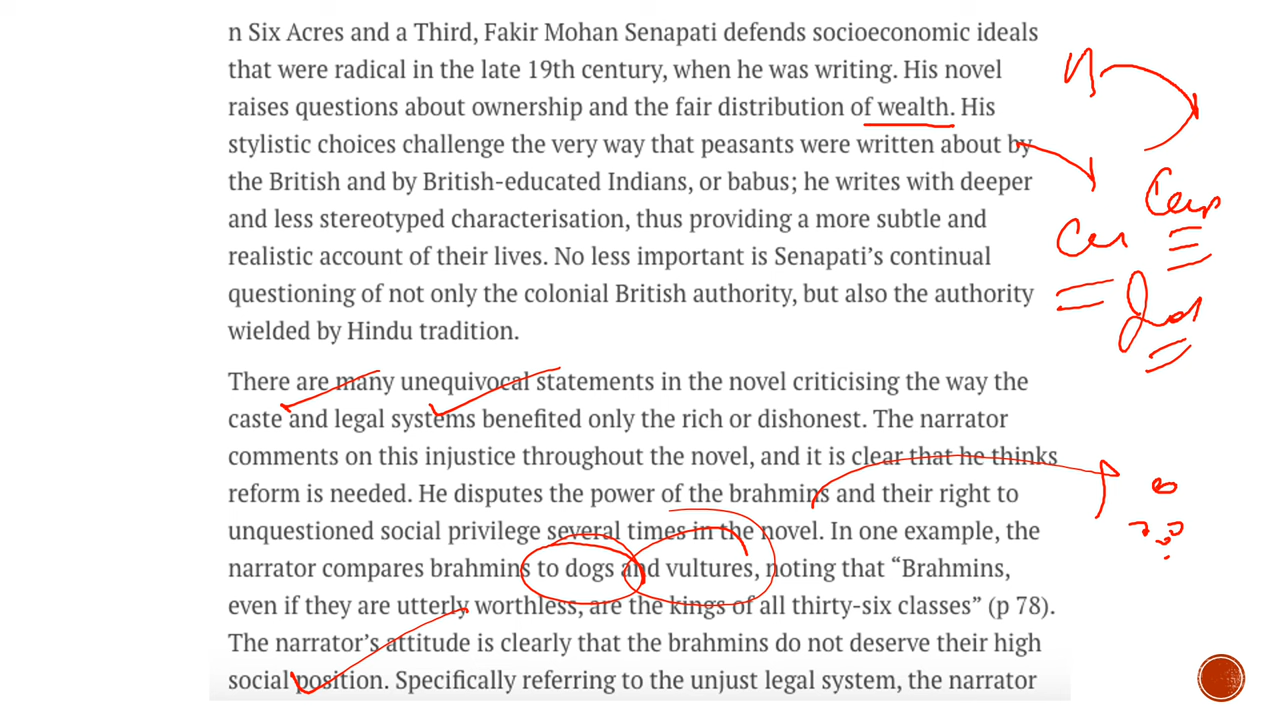 n Six Acres and a Third, Fakir Mohan Senapati defends socioeconomic ideals
that were radical in the late 19th century, when he was writing. His novel
raises questions about ownership and the fair distribution of wealth. His
stylistic choices challenge the very way that peasants were written about by
the British and by British-educated Indians, or babus; he writes with deeper
and less stereotyped characterisation, thus providing a more subtle and
realistic account of their lives. No less important is Senapati’s continual
questioning of not only the colonial British authority, but also the authority
wielded by Hindu tradition.
There are many unequivocal statements in the novel criticising the way the
caste and legal systems benefited only the rich or dishonest. The narrator
comments on this injustice throughout the novel, and it is clear that he thinks
reform is needed. He disputes the power of the brahmins and their right to
unquestioned social privilege several times in the novel. In one example, the
narrator compares brahmins to dogs and vultures, noting that “Brahmins,
even if they are utterly worthless, are the kings of all thirty-six classes” (p 78).
The narrator’s attitude is clearly that the brahmins do not deserve their high
social position. Specifically referring to the unjust legal system, the narrator